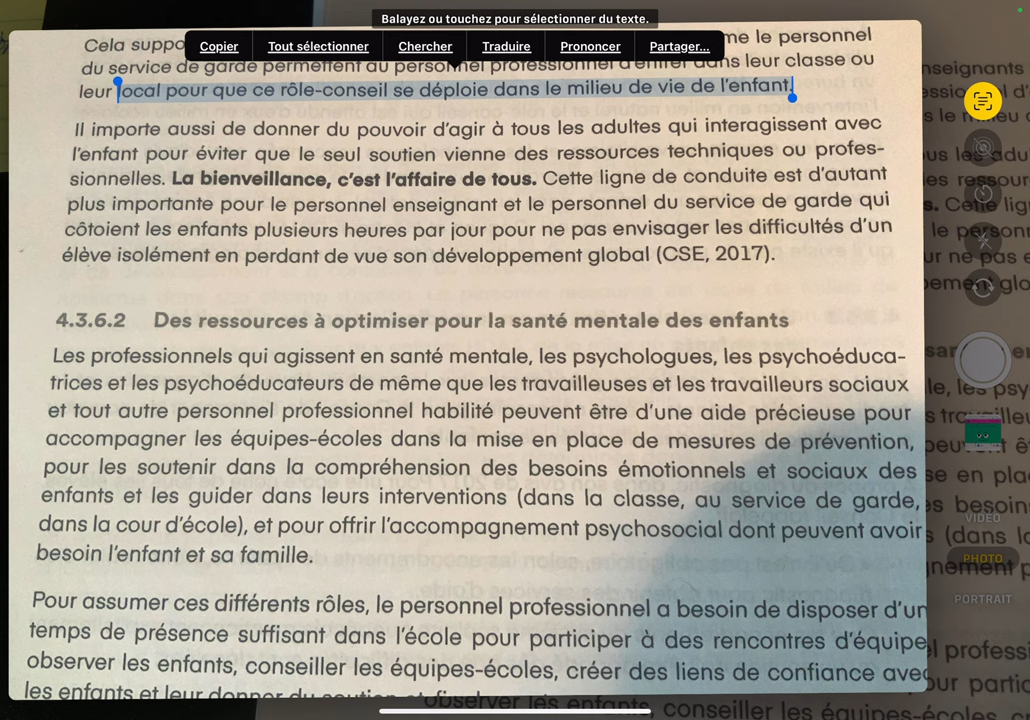 Balayez ou touchez pour sélectionner du texte.
Copier Tout sélectionner Chercher Traduire Prononcer Partager...
Cela suppo me le personnel
du service de garde permettent au personnel professionnel d'entrer dans leur classe ou
leur local pour que ce rôle-conseil se déploie dans le milieu de vie de l'enfant.
Il importe aussi de donner du pouvoir d'agir à tous les adultes qui interagissent avec
l'enfant pour éviter que le seul soutien vienne des ressources techniques ou profes-
sionnelles. La bienveillance, c'est l'affaire de tous. Cette ligne de conduite est d'autant
plus importante pour le personnel enseignant et le personnel du service de garde qui
côtoient les enfants plusieurs heures par jour pour ne pas envisager les difficultés d'un
élève isolément en perdant de vue son développement global (CSE, 2017).
4.3.6.2 Des ressources à optimiser pour la santé mentale des enfants
Les professionnels qui agissent en santé mentale, les psychologues, les psychoéduca-
trices et les psychoéducateurs de même que les travailleuses et les travailleurs sociaux
et tout autre personnel professionnel habilité peuvent être d'une aide précieuse pour
accompagner les équipes-écoles dans la mise en place de mesures de prévention,
pour les soutenir dans la compréhension des besoins émotionnels et sociaux des
enfants et les guider dans leurs interventions (dans la classe, au service de garde,
dans la cour d'école), et pour offrir l'accompagnement psychosocial dont peuvent avoir
besoin l'enfant et sa famille.
Pour assumer ces différents rôles, le personnel professionnel a besoin de disposer d'un
temps de présence suffisant dans l'école pour participer à des rencontres d'équipe
observer les enfants, conseiller les équipes-écoles, créer des liens de confiance avec
les enfants et leur donner du soutien
observer les enfants, conseiller les équipes-écoles
VIDÉO
PHOTO
PORTRAIT